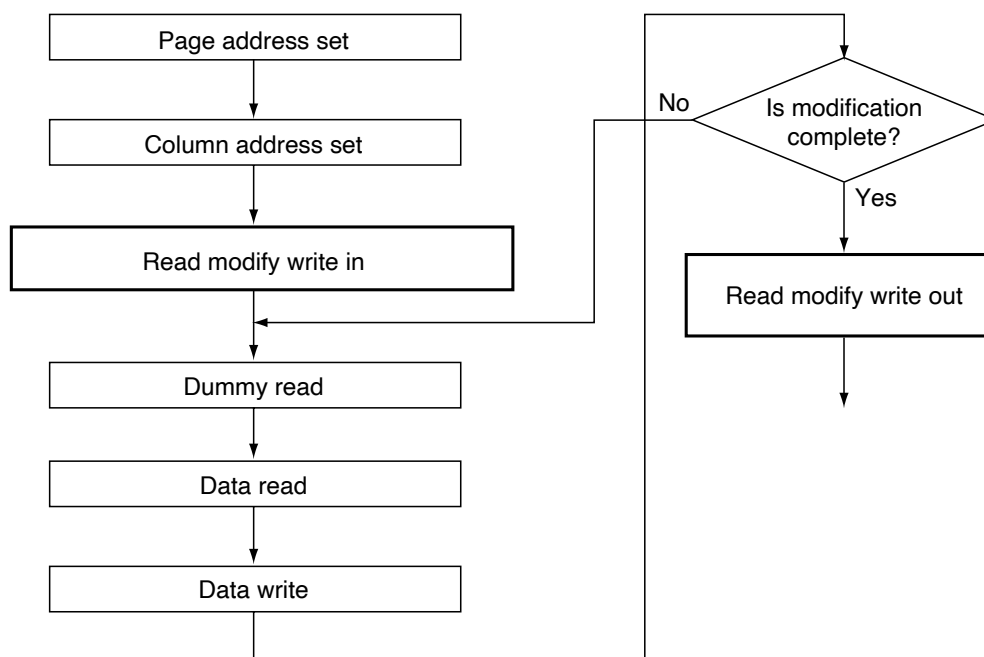 Page address set
Column address set
Read modify write in
Dummy read
Data read
Data write
Is modification
complete?
No
Yes
Read modify write out